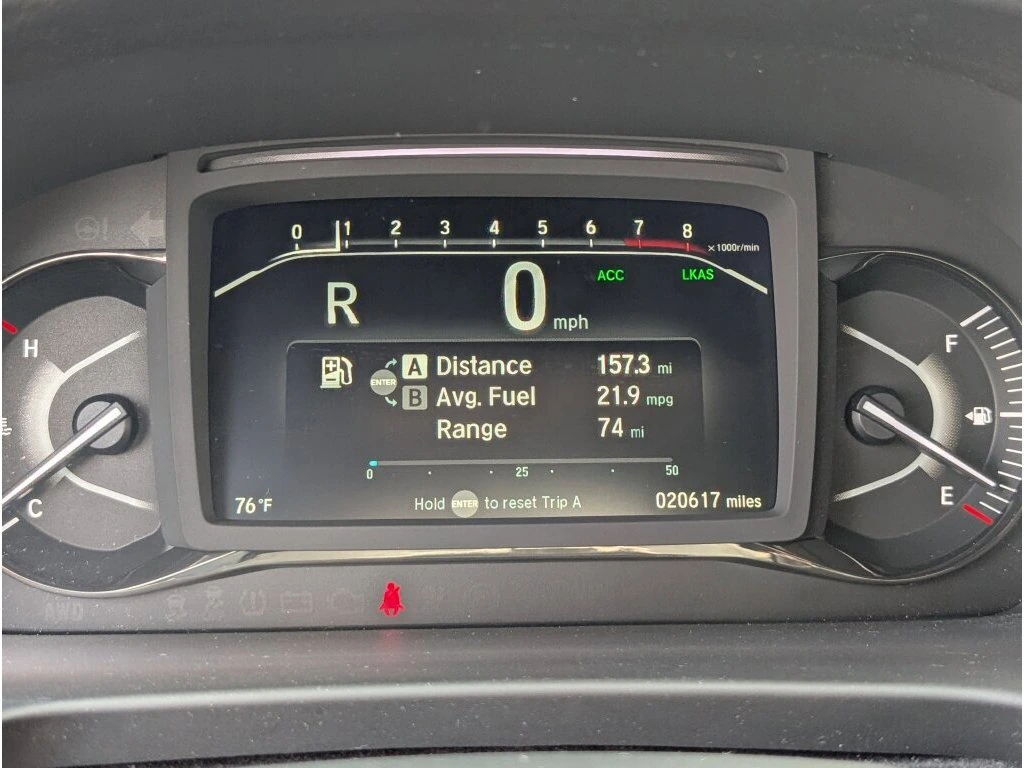 0 1 2 3 4 5 6 7 8 ×1000r/min
ACC LKAS
R 0 mph
H
F
A Distance 157.3 mi
ENTER
B Avg. Fuel 21.9 mpg
Range 74 mi
0 25 50
C
E
76°F Hold ENTER to reset Trip A 020617 miles
AWD